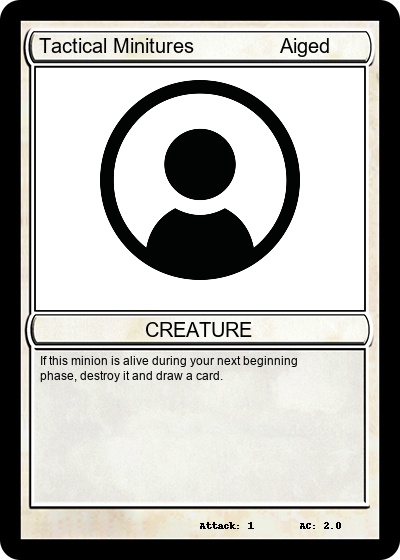 Tactical Minitures Aiged
CREATURE
If this minion is alive during your next beginning
phase, destroy it and draw a card.
Attack: 1 AC: 2.0